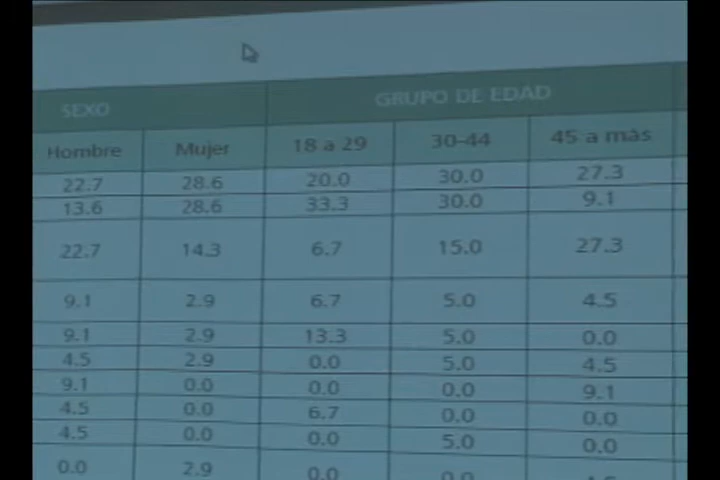 SEXO GRUPO DE EDAD
Hombre Mujer 18 a 29 30-44 45 a más
22.7 28.6 20.0 30.0 27.3
13.6 28.6 33.3 30.0 9.1
22.7 14.3 6.7 15.0 27.3
9.1 2.9 6.7 5.0 4.5
9.1 2.9 13.3 5.0 0.0
4.5 2.9 0.0 5.0 4.5
9.1 0.0 0.0 0.0 9.1
4.5 0.0 6.7 0.0 0.0
4.5 0.0 0.0 5.0 0.0
0.0 2.9 0.0 0.0